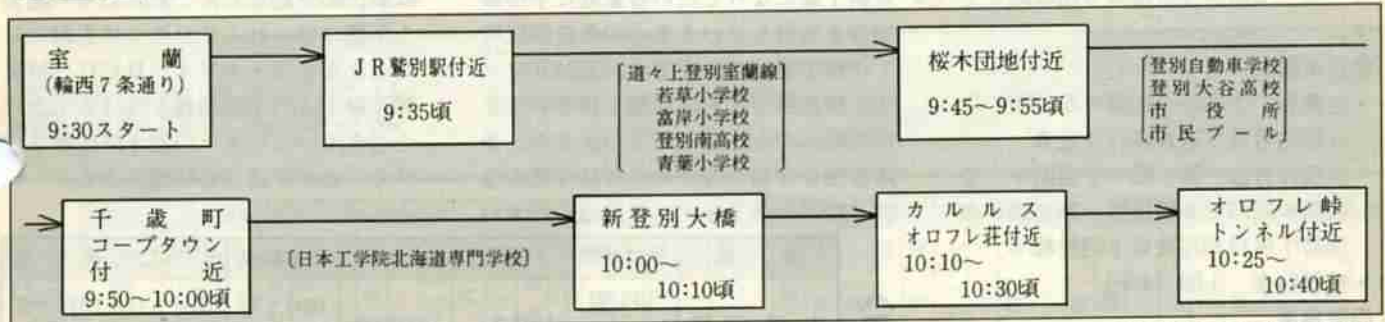 室蘭
(輪西7条通り)
9:30スタート
JR鷲別駅付近
9:35頃
道々上登別室蘭線
若草小学校
富岸小学校
登別南高校
青葉小学校
桜木団地付近
9:45～9:55頃
登別自動車学校
登別大谷高校
市役所
市民プール
千歳町
コープタウン
付近
9:50～10:00頃
〔日本工学院北海道専門学校〕
新登別大橋
10:00～
10:10頃
カルルス
オロフレ荘付近
10:10～
10:30頃
オロフレ峠
トンネル付近
10:25～
10:40頃